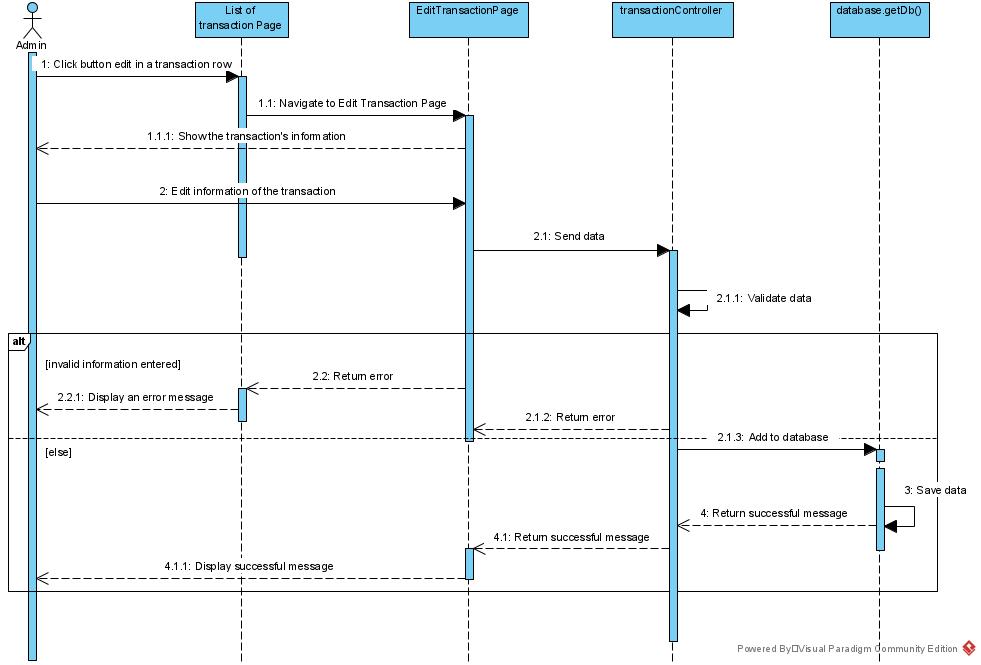 List of
transaction Page
EditTransactionPage
transactionController
database.getDb()
Admin
1: Click button edit in a transaction row
1.1: Navigate to Edit Transaction Page
1.1.1: Show the transaction's information
2: Edit information of the transaction
2.1: Send data
2.1.1: Validate data
alt
[invalid information entered]
2.2: Return error
2.2.1: Display an error message
2.1.2: Return error
2.1.3: Add to database
[else]
3: Save data
4: Return successful message
4.1: Return successful message
4.1.1: Display successful message
Powered By Visual Paradigm Community Edition